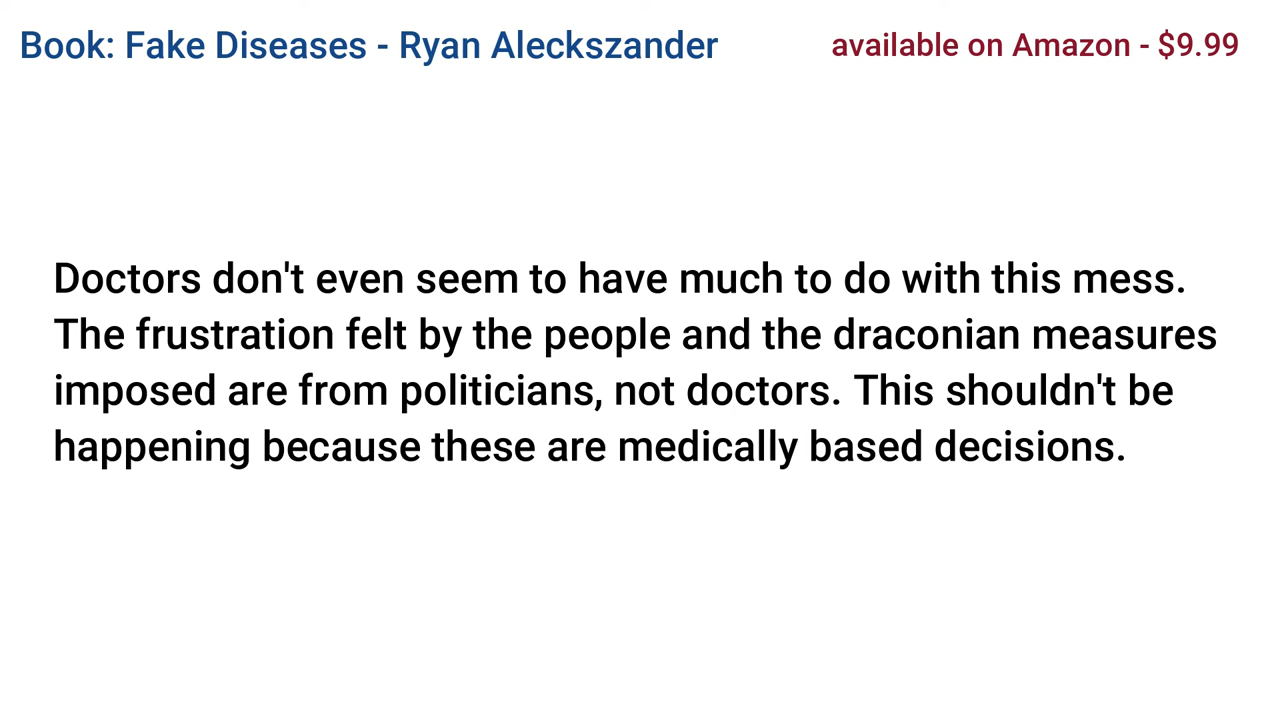 Book: Fake Diseases - Ryan Aleckszander
available on Amazon - $9.99
Doctors don't even seem to have much to do with this mess.
The frustration felt by the people and the draconian measures
imposed are from politicians, not doctors. This shouldn't be
happening because these are medically based decisions.